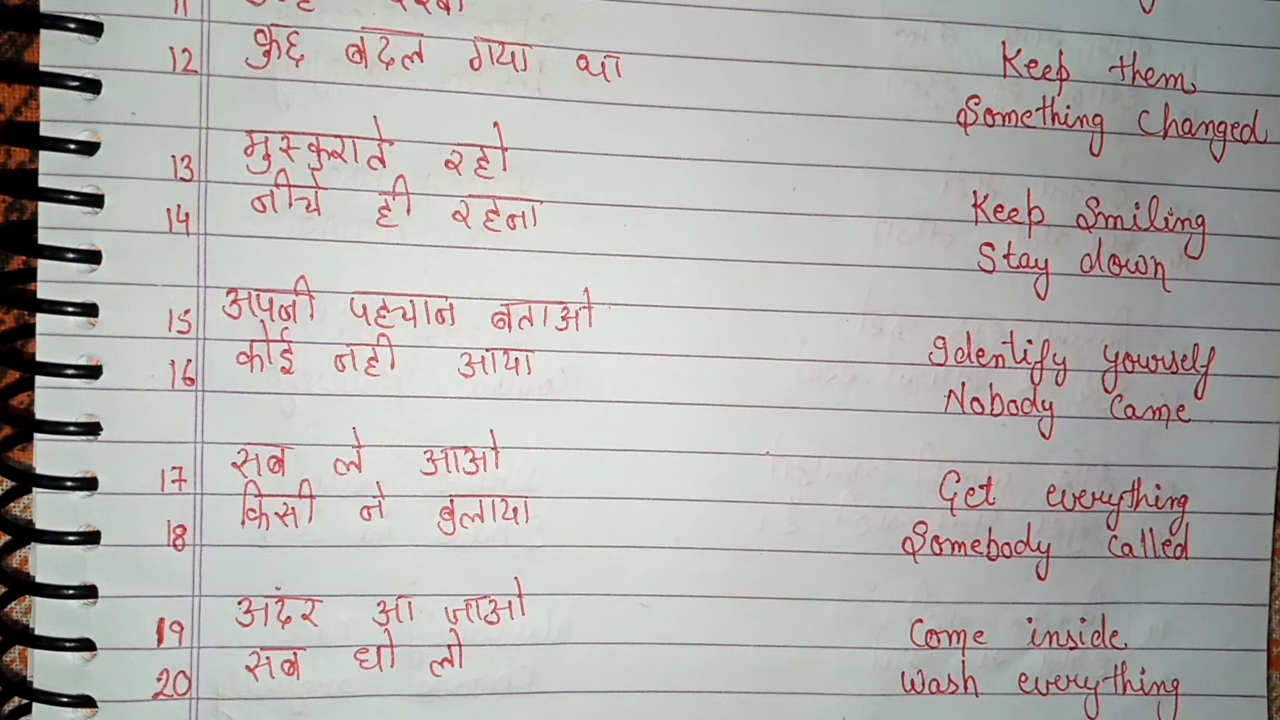 11
12 कुछ बदल गया था Keep them.
Something changed
13 मुस्कुराते रहो
14 नीचे ही रहना Keep Smiling
Stay down
15 अपनी पहचान बताओ
16 कोई नही आया Identify yourself
Nobody came
17 सब ले आओ
18 किसी ने बुलाया Get everything
Somebody called
19 अंदर आ जाओ
20 सब धो लो Come inside.
Wash everything